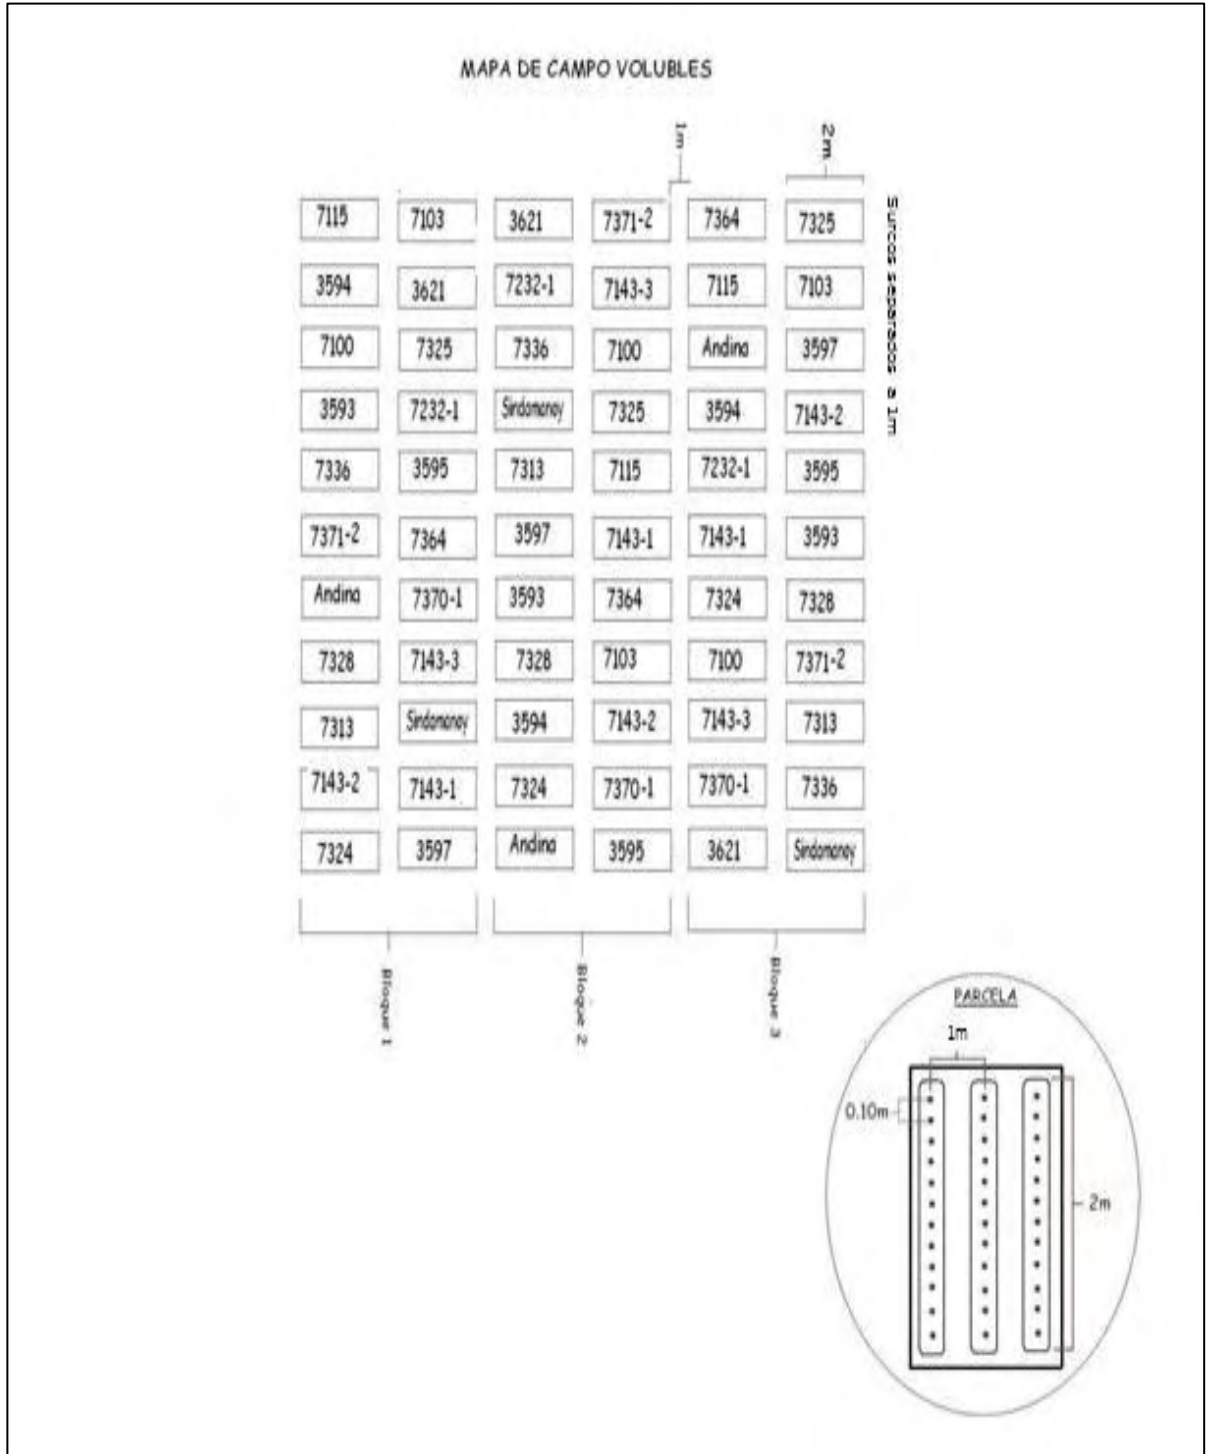 MAPA DE CAMPO VOLUBLES
1m
2m
Surcos separados a 1m
7115 7103 3621 7371-2 7364 7325
3594 3621 7232-1 7143-3 7115 7103
7100 7325 7336 7100 Andina 3597
3593 7232-1 Sindamanoy 7325 3594 7143-2
7336 3595 7313 7115 7232-1 3595
7371-2 7364 3597 7143-1 7143-1 3593
Andina 7370-1 3593 7364 7324 7328
7328 7143-3 7328 7103 7100 7371-2
7313 Sindamanoy 3594 7143-2 7143-3 7313
7143-2 7143-1 7324 7370-1 7370-1 7336
7324 3597 Andina 3595 3621 Sindamanoy
Bloque 1
Bloque 2
Bloque 3
PARCELA
1m
0.10m
2m